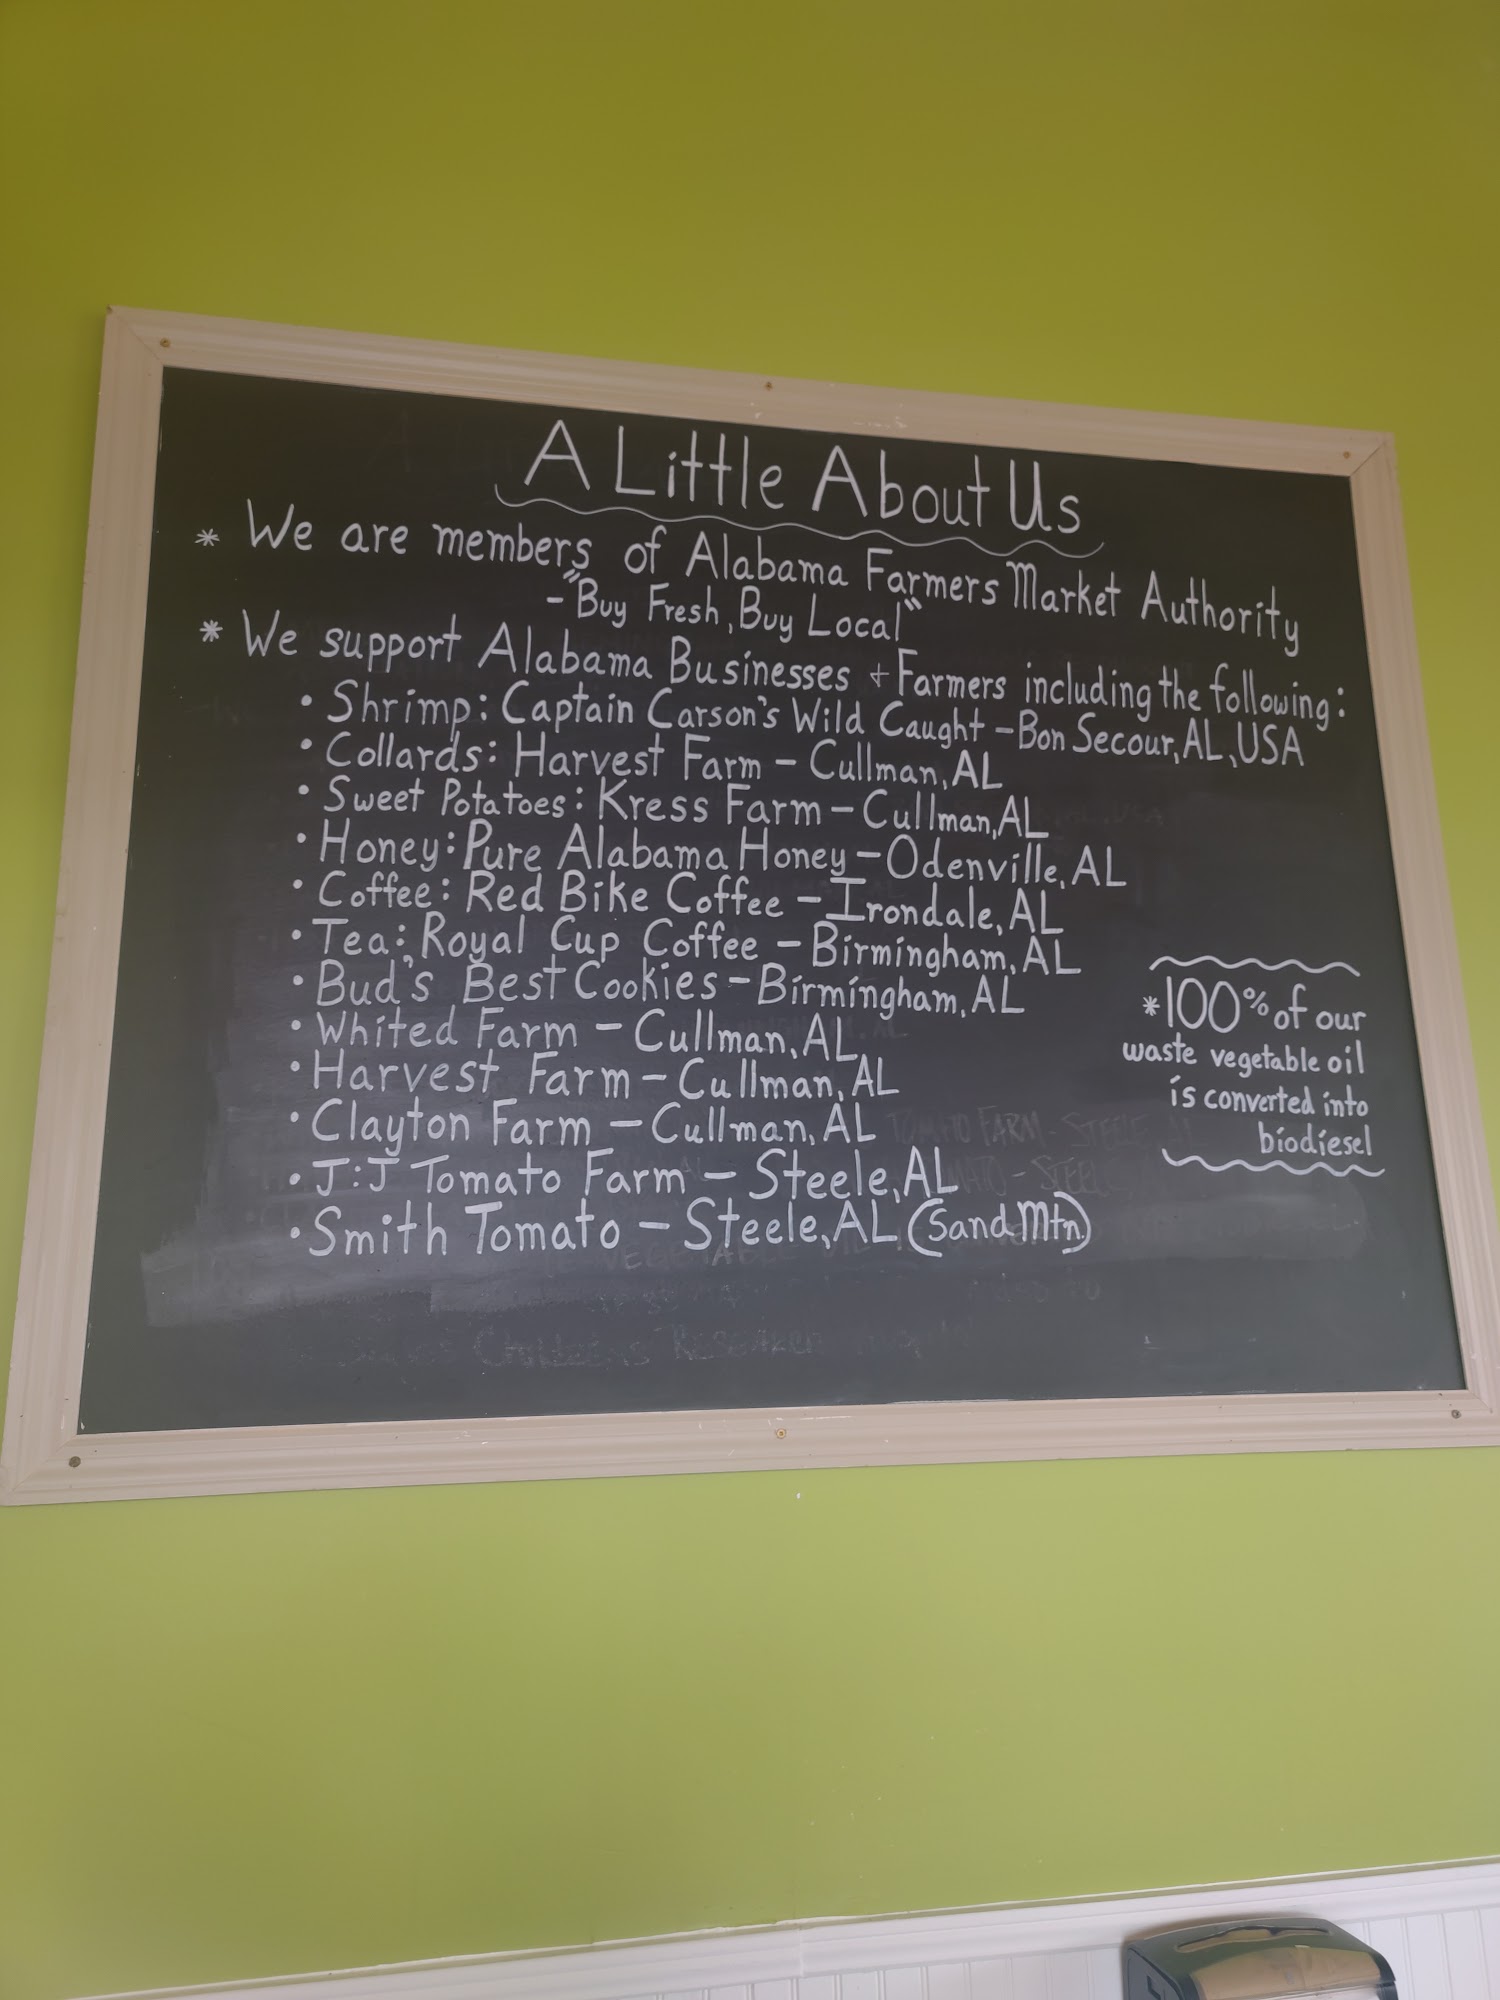 A Little About Us
* We are members of Alabama Farmers Market Authority
- "Buy Fresh, Buy Local"
* We support Alabama Businesses + Farmers including the following:
• Shrimp: Captain Carson's Wild Caught - Bon Secour, AL, USA
• Collards: Harvest Farm - Cullman, AL
• Sweet Potatoes: Kress Farm - Cullman, AL
• Honey: Pure Alabama Honey - Odenville, AL
• Coffee: Red Bike Coffee - Irondale, AL
• Tea: Royal Cup Coffee - Birmingham, AL
• Bud's Best Cookies - Birmingham, AL
• Whited Farm - Cullman, AL
• Harvest Farm - Cullman, AL
• Clayton Farm - Cullman, AL
• J:J Tomato Farm - Steele, AL
• Smith Tomato - Steele, AL (Sand Mtn.)
*100% of our
waste vegetable oil
is converted into
biodiesel